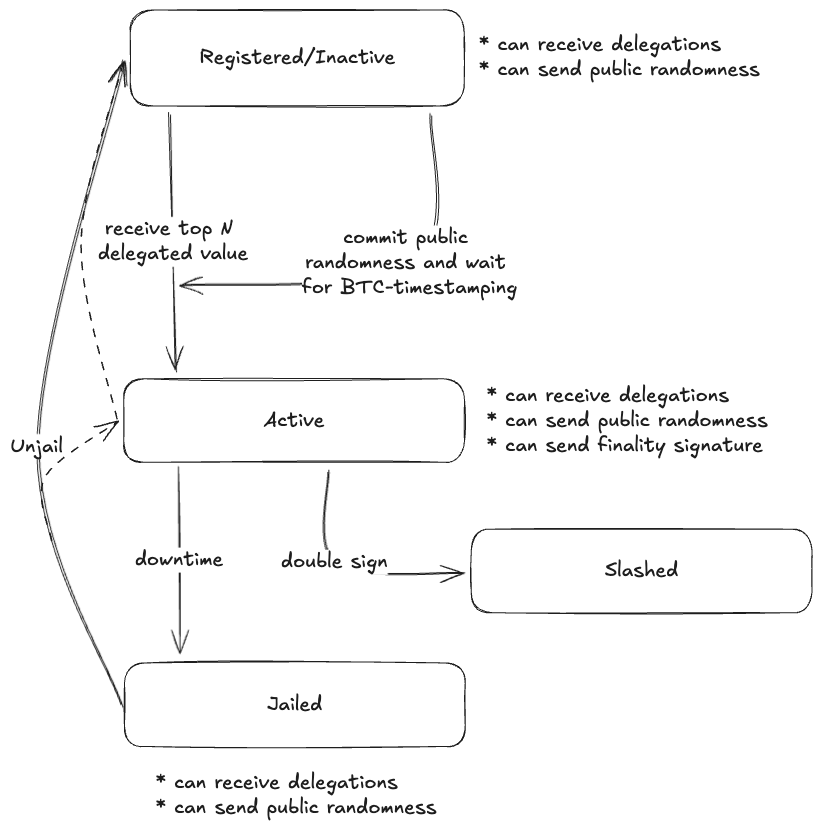 Registered/Inactive
* can receive delegations
* can send public randomness
receive top N
delegated value
commit public
randomness and wait
for BTC-timestamping
Active
* can receive delegations
* can send public randomness
* can send finality signature
Unjail
downtime
double sign
Slashed
Jailed
* can receive delegations
* can send public randomness